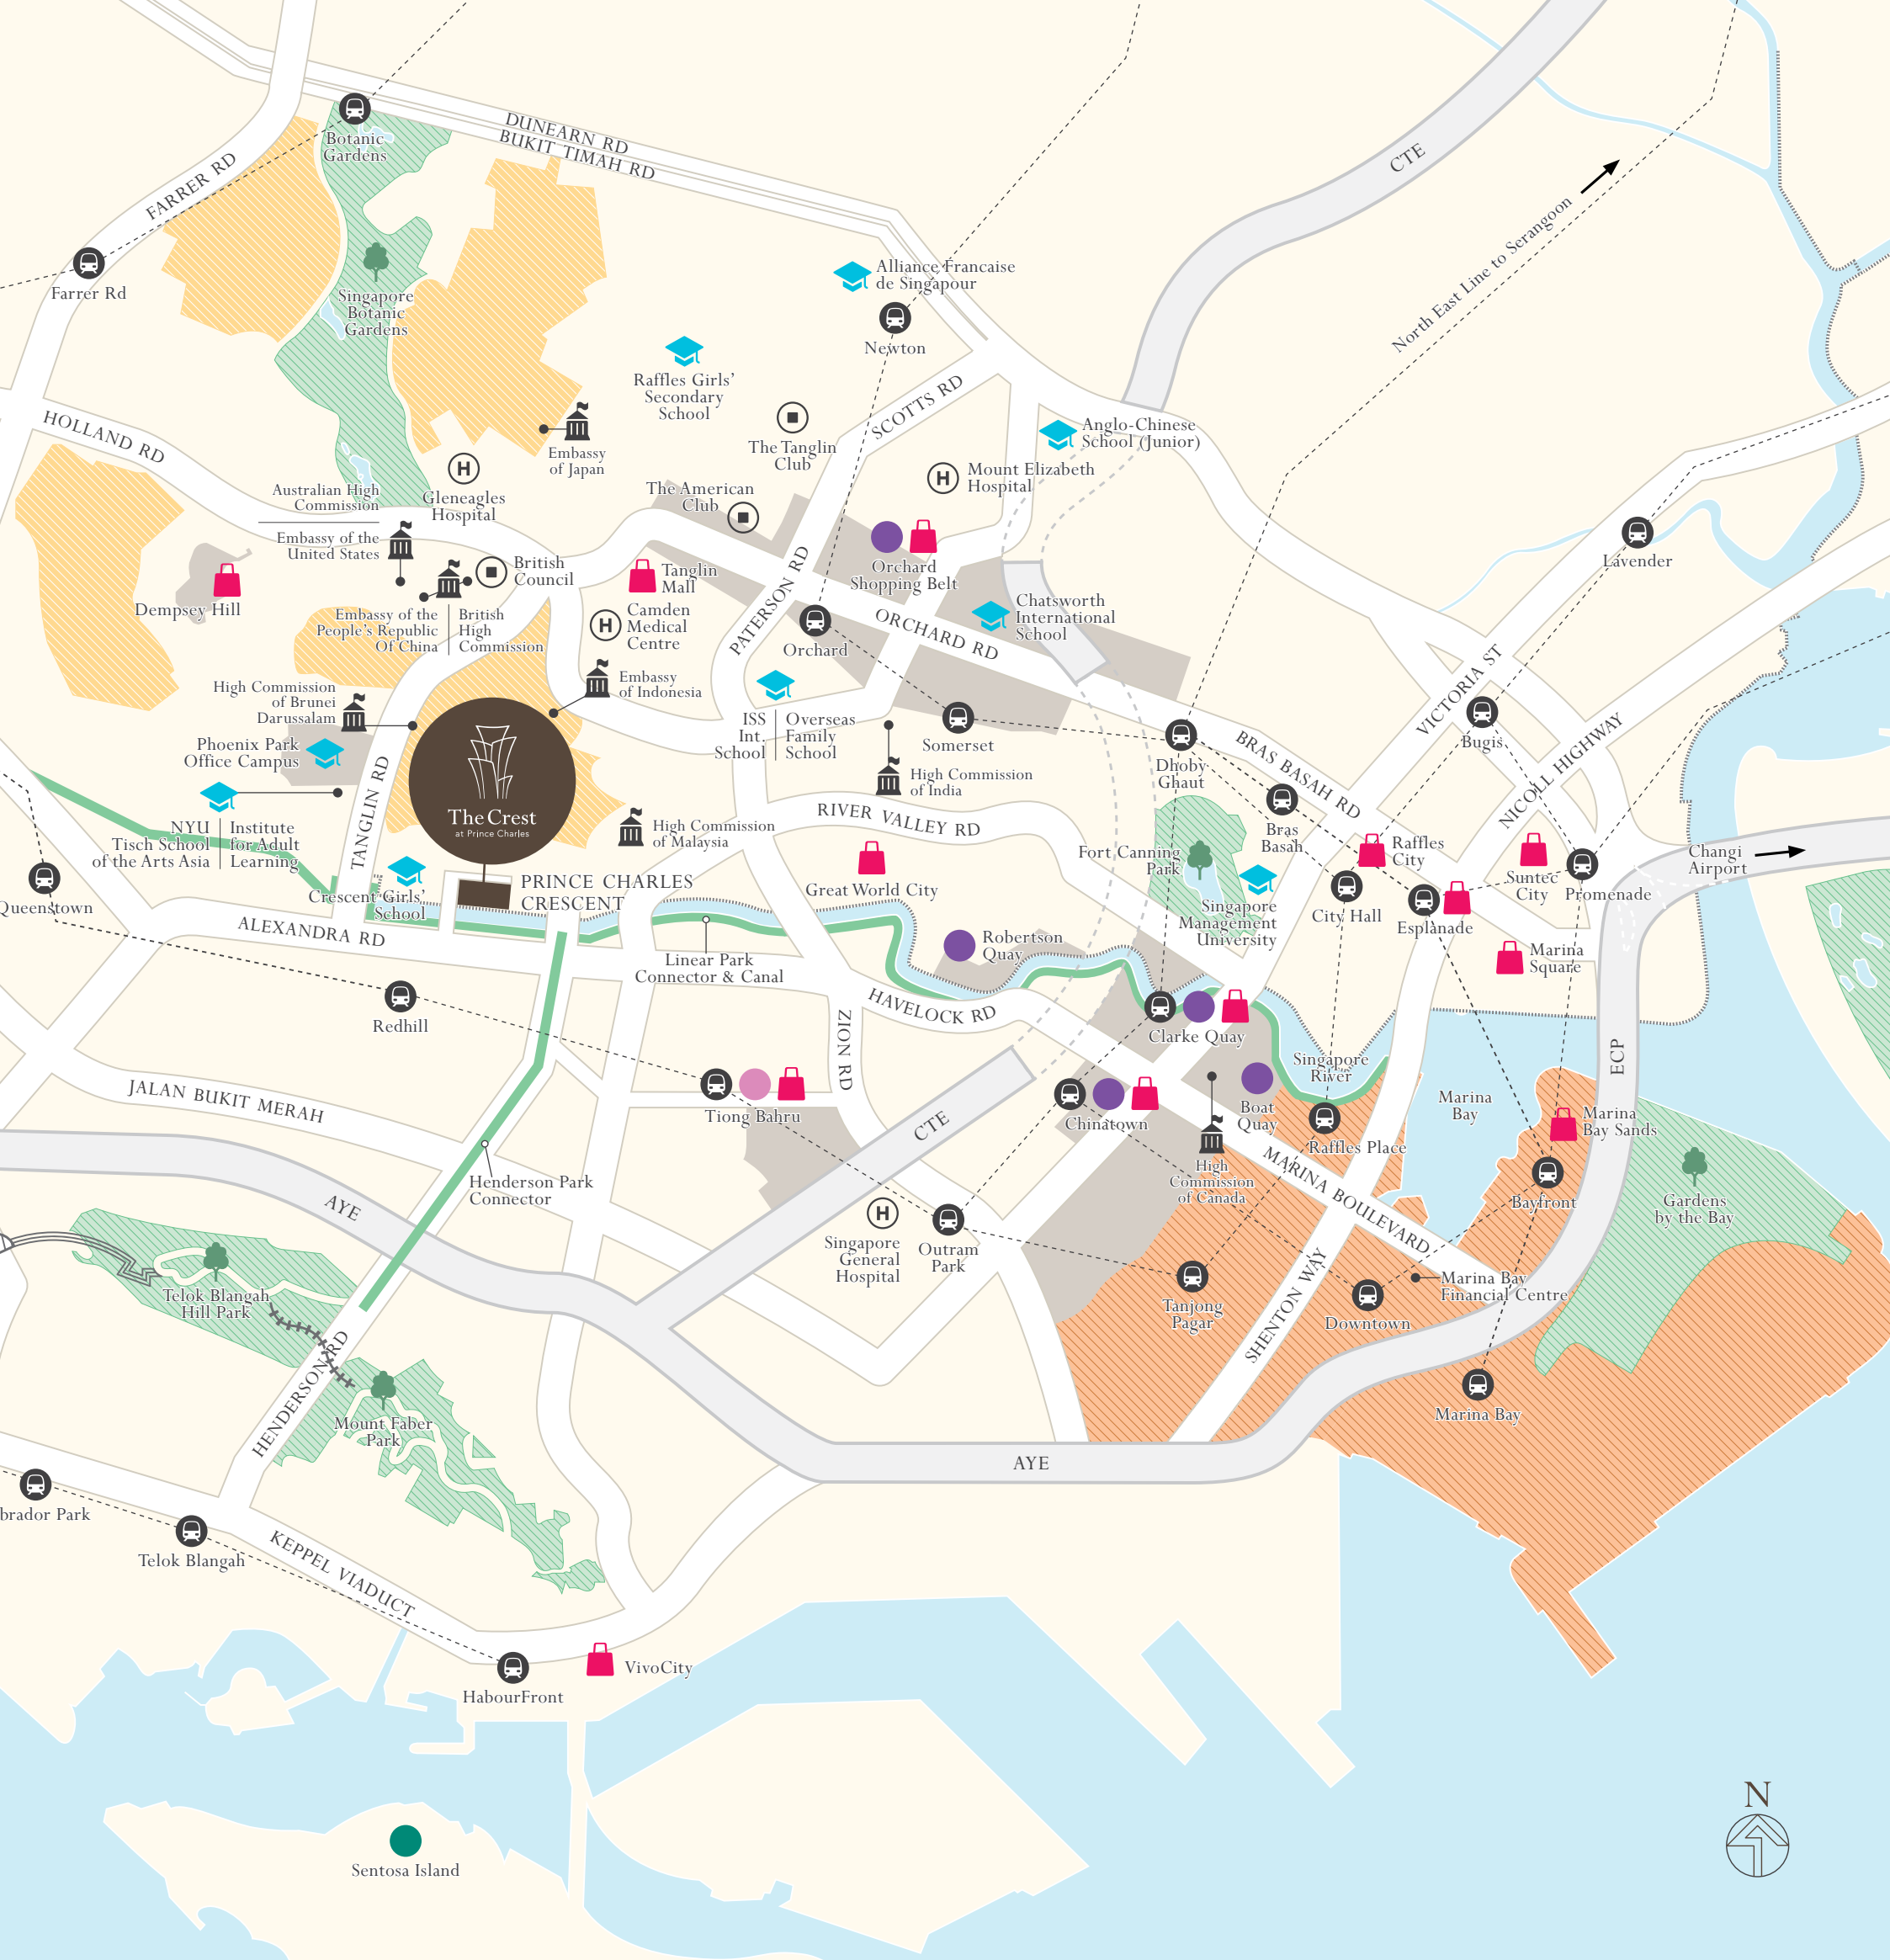 DUNEARN RD
BUKIT TIMAH RD
Botanic
Gardens
FARRER RD
CTE
North East Line to Serangoon
Farrer Rd
Singapore
Botanic
Gardens
Alliance Francaise
de Singapour
Newton
Raffles Girls'
Secondary
School
SCOTTS RD
HOLLAND RD
Embassy
of Japan
The Tanglin
Club
Anglo-Chinese
School (Junior)
Mount Elizabeth
Hospital
Gleneagles
Hospital
The American
Club
Australian High
Commission
Embassy of the
United States
British
Council
Tanglin
Mall
Orchard
Shopping Belt
Lavender
Dempsey Hill
Embassy of the
People's Republic
Of China
British
High
Commission
Camden
Medical
Centre
PATERSON RD
Orchard
ORCHARD RD
Chatsworth
International
School
Embassy
of Indonesia
High Commission
of Brunei
Darussalam
ISS
Int.
School
Overseas
Family
School
Somerset
VICTORIA ST
Bugis
NICOLL HIGHWAY
Phoenix Park
Office Campus
High Commission
of India
Dhoby
Ghaut
BRAS BASAH RD
TANGLIN RD
The Crest
at Prince Charles
NYU
Tisch School
of the Arts Asia
Institute
for Adult
Learning
High Commission
of Malaysia
RIVER VALLEY RD
Bras
Basah
Fort Canning
Park
Raffles
City
Suntec
City
Promenade
Changi
Airport
Queenstown
Crescent Girls'
School
PRINCE CHARLES
CRESCENT
Great World City
Singapore
Management
University
City Hall
Esplanade
ALEXANDRA RD
Linear Park
Connector & Canal
Robertson
Quay
Marina
Square
Redhill
HAVELOCK RD
ZION RD
Clarke Quay
ECP
JALAN BUKIT MERAH
Tiong Bahru
CTE
Chinatown
Singapore
River
Boat
Quay
Raffles Place
Marina
Bay
Marina
Bay Sands
Henderson Park
Connector
High
Commission
of Canada
MARINA BOULEVARD
Bayfront
Gardens
by the Bay
AYE
Singapore
General
Hospital
Outram
Park
Telok Blangah
Hill Park
Tanjong
Pagar
SHENTON WAY
Downtown
Marina Bay
Financial Centre
HENDERSON RD
Mount Faber
Park
Marina Bay
AYE
brador Park
Telok Blangah
KEPPEL VIADUCT
HabourFront
VivoCity
Sentosa Island
N